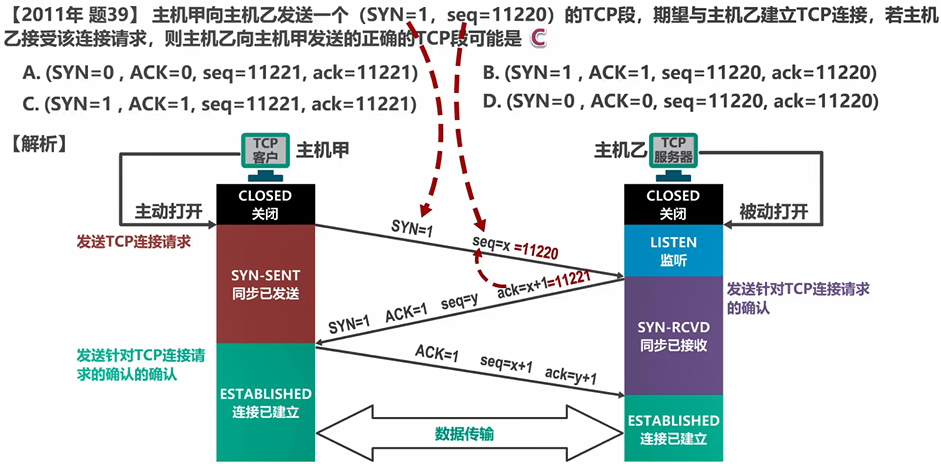 【2011年 题39】 主机甲向主机乙发送一个（SYN=1，seq=11220）的TCP段，期望与主机乙建立TCP连接，若主机
乙接受该连接请求，则主机乙向主机甲发送的正确的TCP段可能是 C
A. (SYN=0 , ACK=0, seq=11221, ack=11221)
B. (SYN=1 , ACK=1, seq=11220, ack=11220)
C. (SYN=1 , ACK=1, seq=11221, ack=11221)
D. (SYN=0 , ACK=0, seq=11220, ack=11220)
【解析】
TCP
客户
主机甲
主机乙
TCP
服务器
CLOSED
关闭
CLOSED
关闭
主动打开
被动打开
发送TCP连接请求
SYN=1 seq=x =11220
LISTEN
监听
SYN-SENT
同步已发送
SYN=1 ACK=1 seq=y ack=x+1=11221
发送针对TCP连接请求
的确认
SYN-RCVD
同步已接收
发送针对TCP连接请
求的确认的确认
ACK=1 seq=x+1 ack=y+1
ESTABLISHED
连接已建立
ESTABLISHED
连接已建立
数据传输